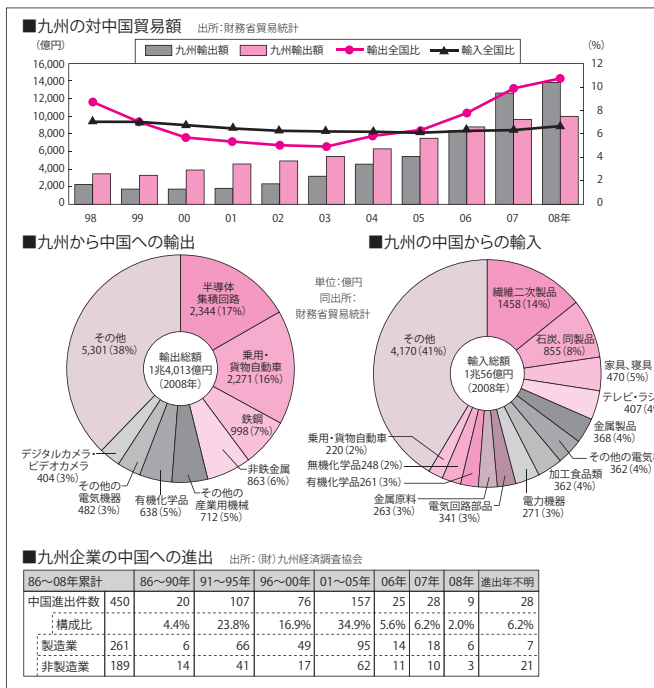 ■九州の対中国貿易額 出所：財務省貿易統計
(億円) (%)
九州輸出額 九州輸出額 輸出全国比 輸入全国比
16,000 12
14,000
12,000 10
10,000 8
8,000 6
6,000
4,000 4
2,000 2
0 0
98 99 00 01 02 03 04 05 06 07 08年
■九州から中国への輸出
半導体
集積回路
2,344(17%)
乗用・
貨物自動車
2,271(16%)
鉄鋼
998(7%)
非鉄金属
863(6%)
その他の
産業用機械
712(5%)
有機化学品
638(5%)
その他の
電気機器
482(3%)
デジタルカメラ・
ビデオカメラ
404(3%)
その他
5,301(38%)
輸出総額
1兆4,013億円
(2008年)
単位：億円
同出所：
財務省貿易統計
■九州の中国からの輸入
繊維二次製品
1458(14%)
石炭、同製品
855(8%)
家具、寝具
470(5%)
テレビ・ラジ
407(4
金属製品
368(4%)
その他の電気
362(4%)
加工食品類
362(4%)
電力機器
271(3%)
電気回路部品
341(3%)
金属原料
263(3%)
有機化学品261(3%)
無機化学品248(2%)
乗用・貨物自動車
220(2%)
その他
4,170(41%)
輸入総額
1兆56億円
(2008年)
■九州企業の中国への進出 出所：(財)九州経済調査協会
86〜08年累計 86〜90年 91〜95年 96〜00年 01〜05年 06年 07年 08年 進出年不明
中国進出件数 450 20 107 76 157 25 28 9 28
構成比 4.4% 23.8% 16.9% 34.9% 5.6% 6.2% 2.0% 6.2%
製造業 261 6 66 49 95 14 18 6 7
非製造業 189 14 41 17 62 11 10 3 21